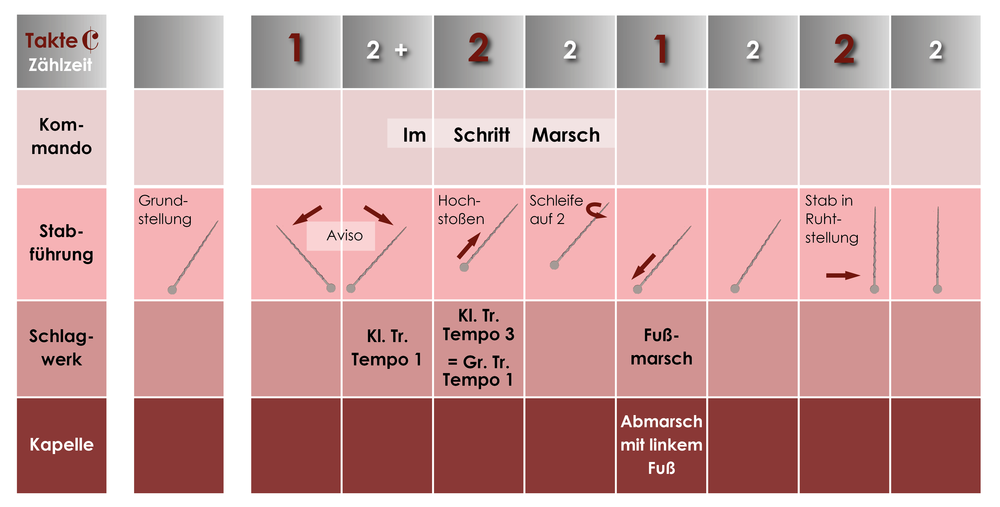 Takte ¢
Zählzeit
1
2 +
2
2
1
2
2
2
Kom-
mando
Im Schritt Marsch
Stab-
führung
Grund-
stellung
Aviso
Hoch-
stoßen
Schleife
auf 2
Stab in
Ruht-
stellung
Schlag-
werk
Kl. Tr.
Tempo 1
Kl. Tr.
Tempo 3
= Gr. Tr.
Tempo 1
Fuß-
marsch
Kapelle
Abmarsch
mit linkem
Fuß